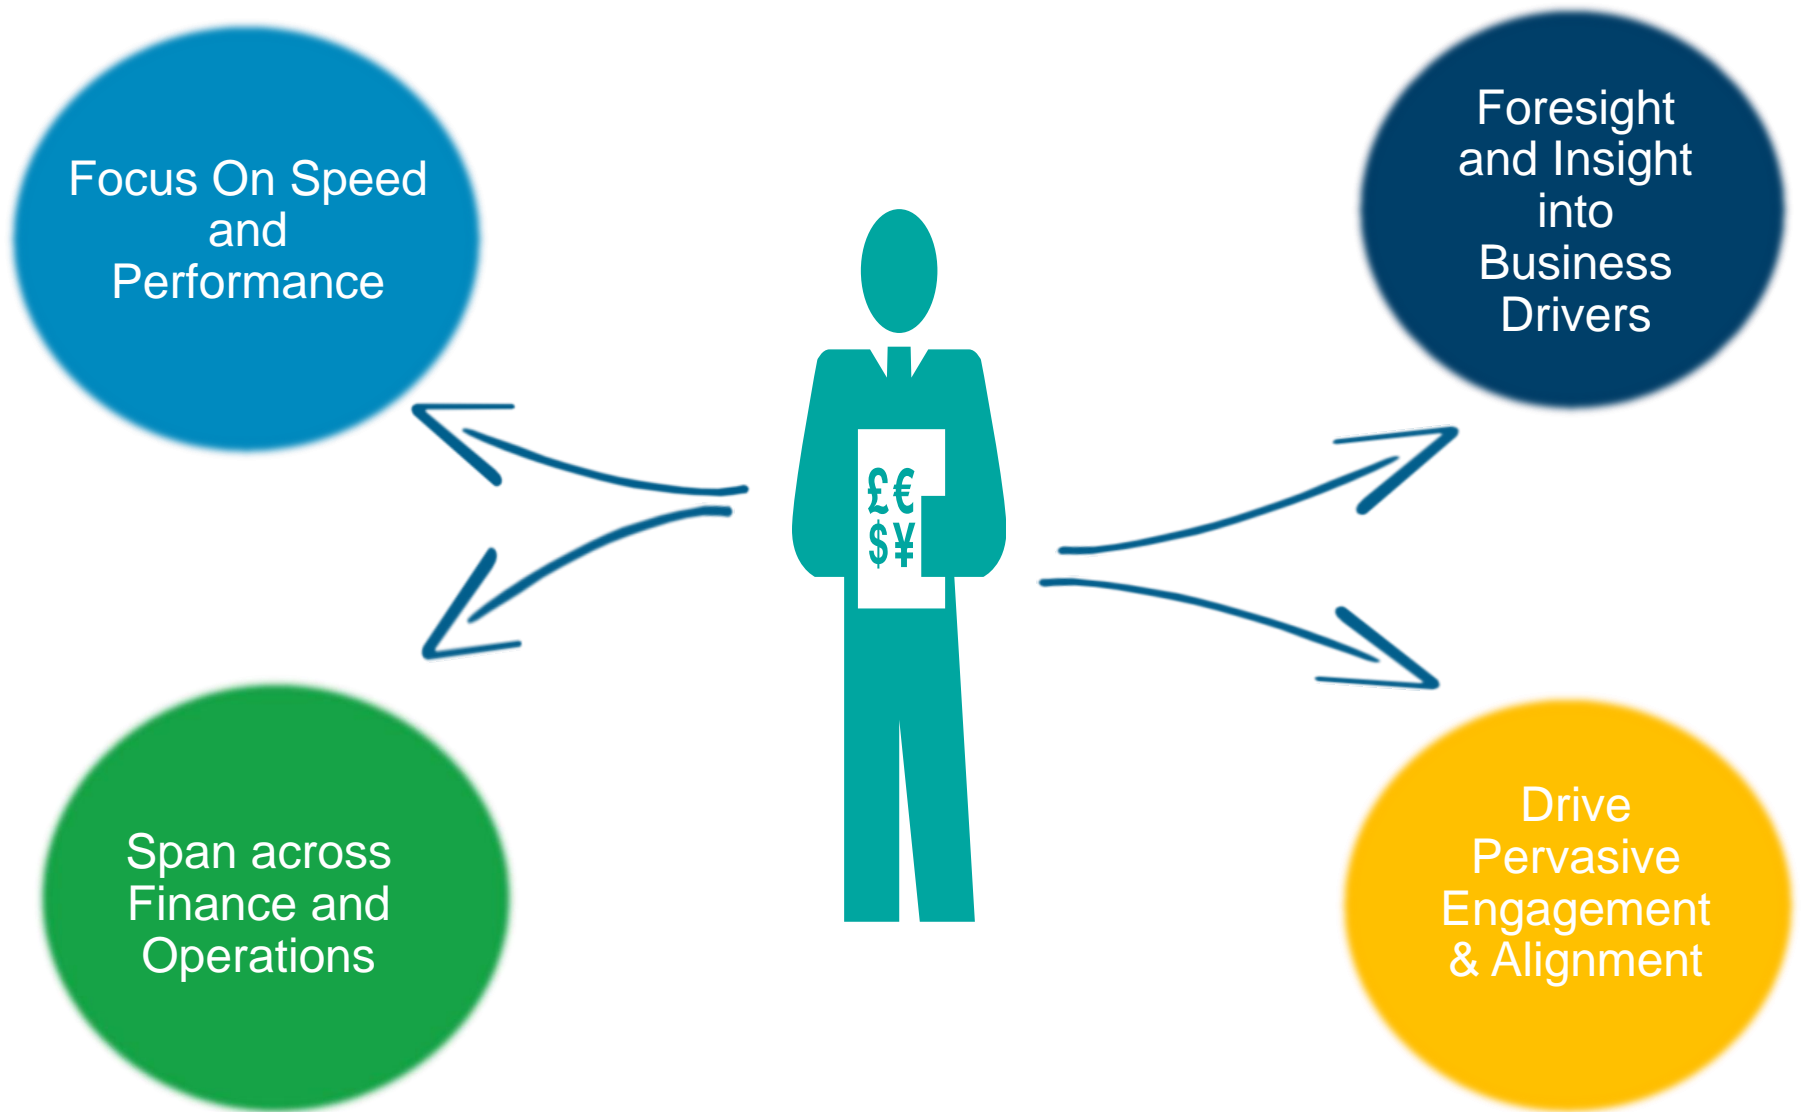 Focus On Speed
and
Performance
Foresight
and Insight
into
Business
Drivers
£€
$¥
Span across
Finance and
Operations
Drive
Pervasive
Engagement
& Alignment